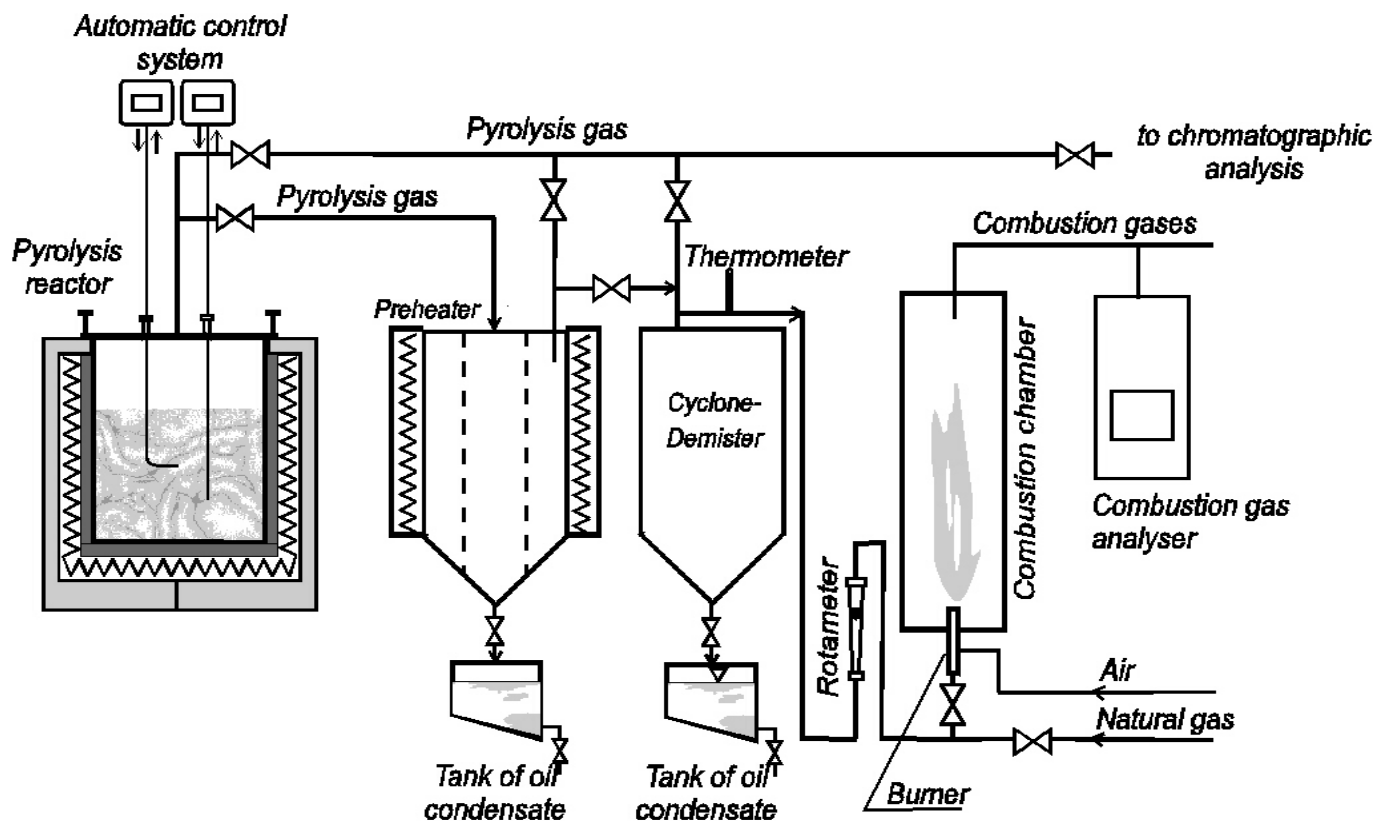 Automatic control
system
Pyrolysis gas
to chromatographic
analysis
Pyrolysis gas
Combustion gases
Pyrolysis
reactor
Thermometer
Preheater
Cyclone-
Demister
Combustion chamber
Combustion gas
analyser
Rotameter
Air
Natural gas
Tank of oil
condensate
Tank of oil
condensate
Burner